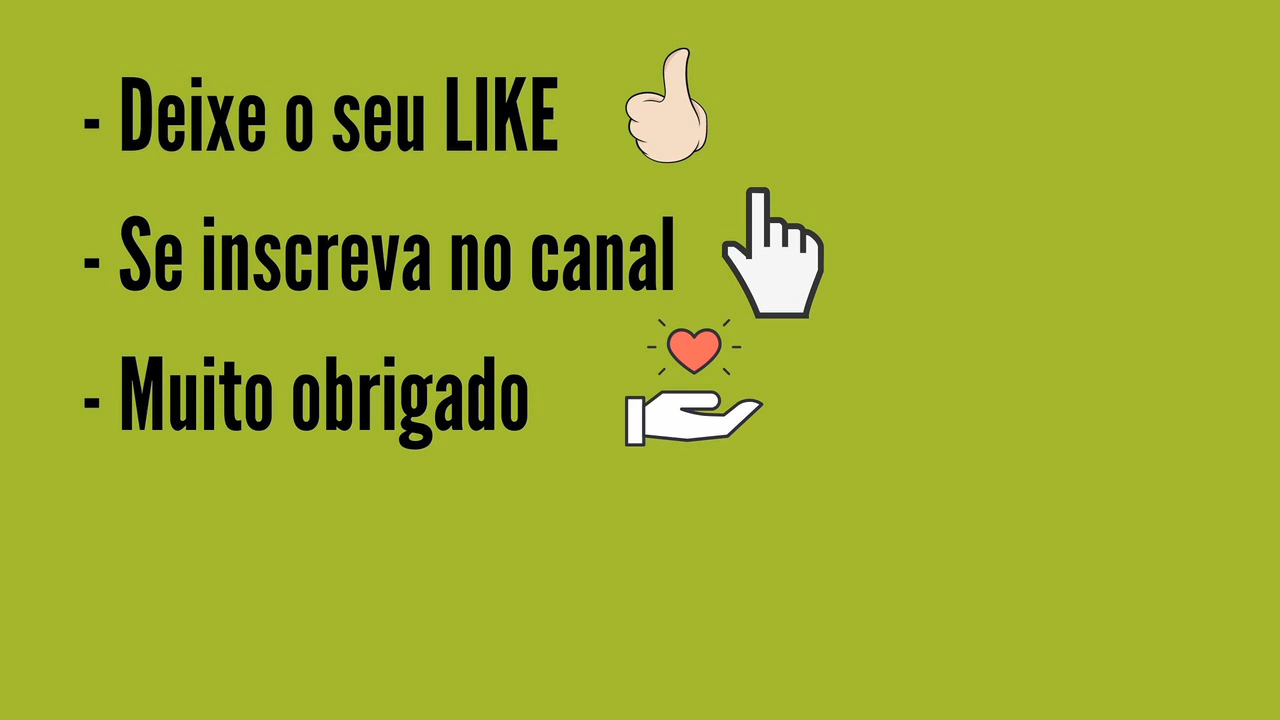 - Deixe o seu LIKE
- Se inscreva no canal
- Muito obrigado